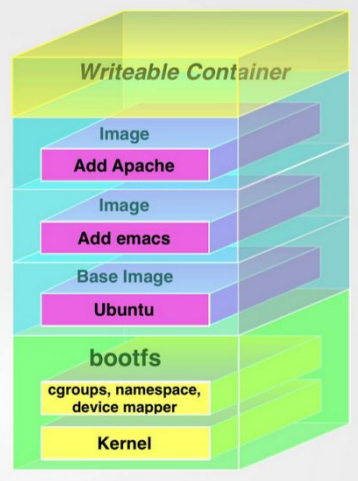 Writeable Container
Image
Add Apache
Image
Add emacs
Base Image
Ubuntu
bootfs
cgroups, namespace,
device mapper
Kernel